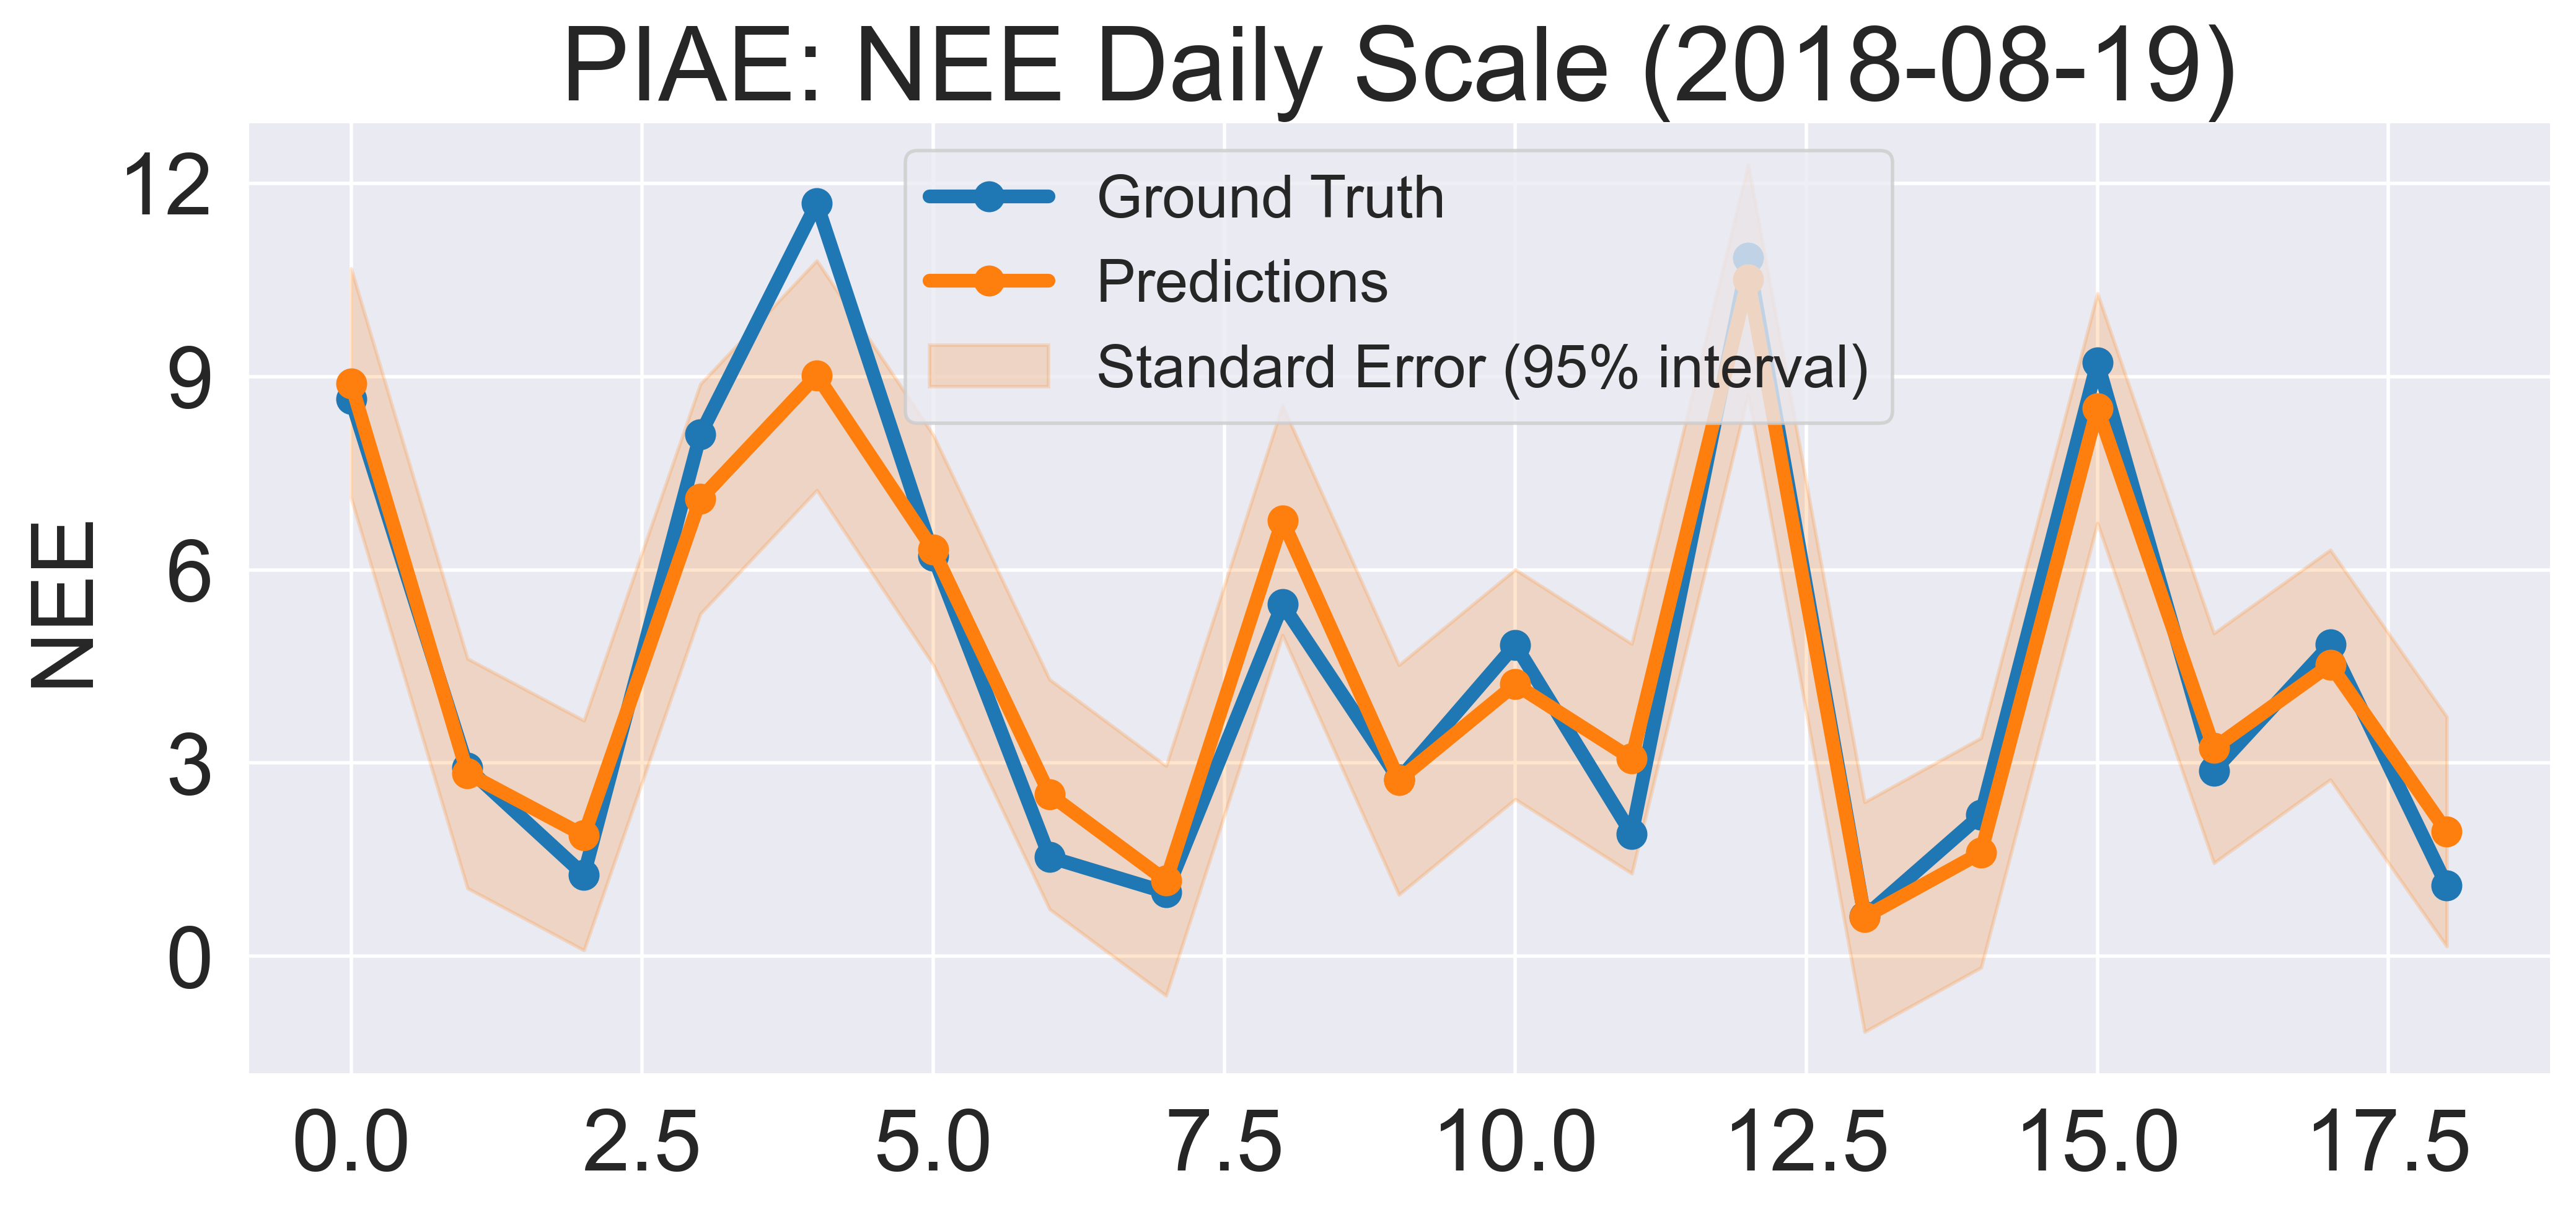 PIAE: NEE Daily Scale (2018-08-19)
Ground Truth
Predictions
Standard Error (95% interval)
NEE
12
9
6
3
0
0.0 2.5 5.0 7.5 10.0 12.5 15.0 17.5